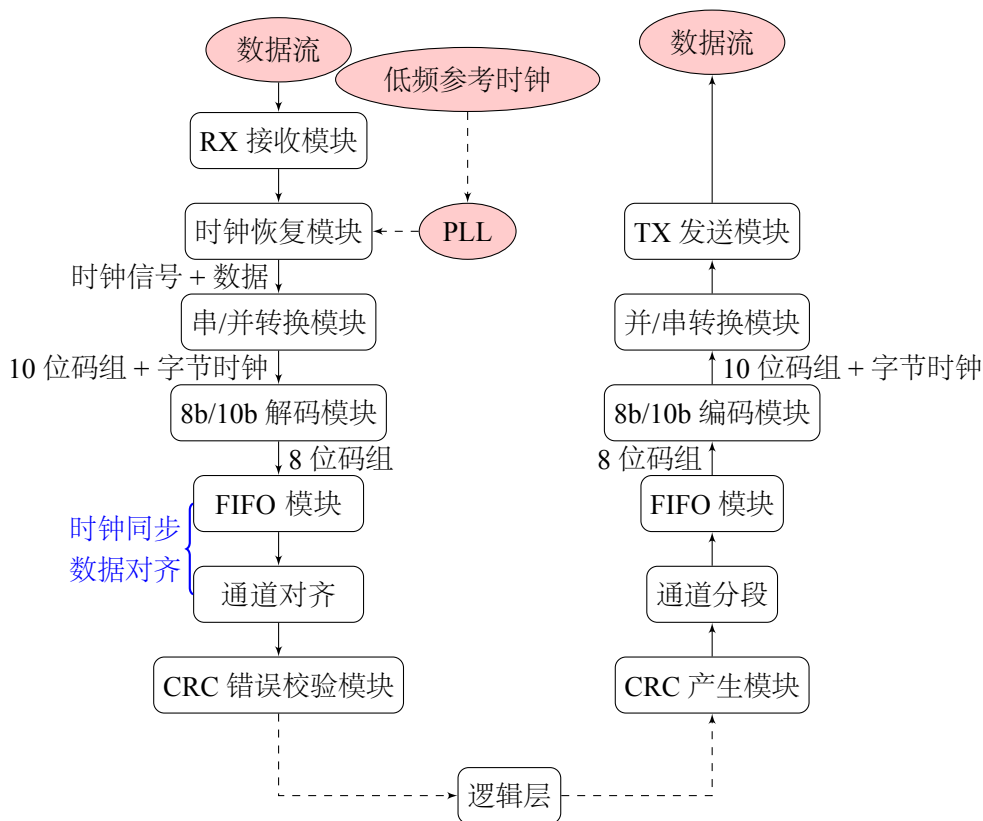 数据流
低频参考时钟
RX 接收模块
时钟恢复模块
PLL
时钟信号 + 数据
串/并转换模块
10 位码组 + 字节时钟
8b/10b 解码模块
8 位码组
FIFO 模块
时钟同步
数据对齐
通道对齐
CRC 错误校验模块
逻辑层
数据流
TX 发送模块
并/串转换模块
10 位码组 + 字节时钟
8b/10b 编码模块
8 位码组
FIFO 模块
通道分段
CRC 产生模块